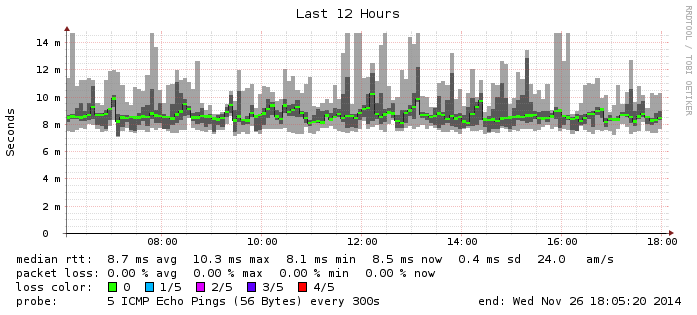 Last 12 Hours
RRDTOOL / TOBI OETIKER
Seconds
14 m
12 m
10 m
8 m
6 m
4 m
2 m
0
08:00 10:00 12:00 14:00 16:00 18:00
median rtt: 8.7 ms avg 10.3 ms max 8.1 ms min 8.5 ms now 0.4 ms sd 24.0 am/s
packet loss: 0.00 % avg 0.00 % max 0.00 % min 0.00 % now
loss color: 0 1/5 2/5 3/5 4/5
probe: 5 ICMP Echo Pings (56 Bytes) every 300s end: Wed Nov 26 18:05:20 2014